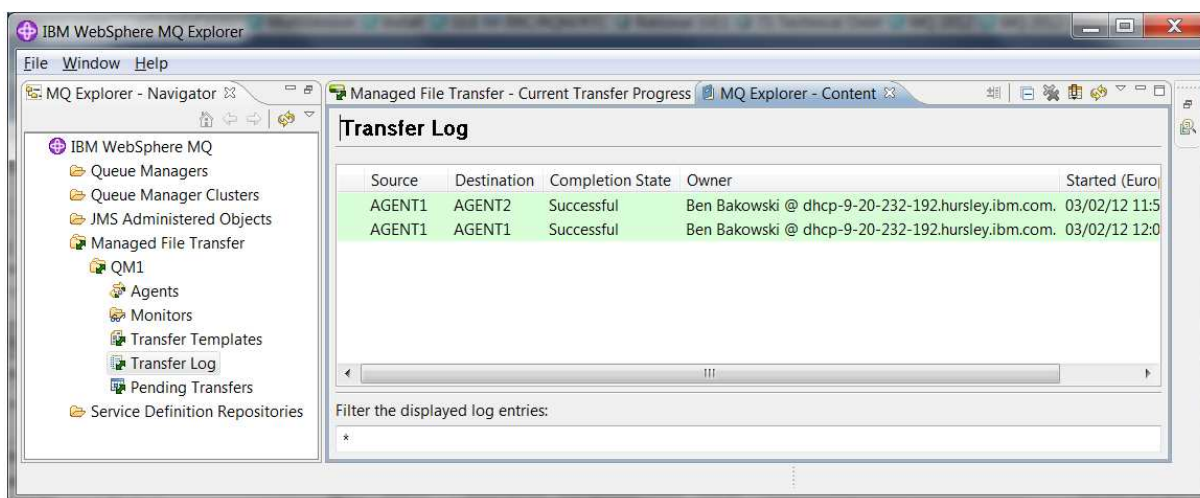 IBM WebSphere MQ Explorer
File Window Help
MQ Explorer - Navigator
IBM WebSphere MQ
Queue Managers
Queue Manager Clusters
JMS Administered Objects
Managed File Transfer
QM1
Agents
Monitors
Transfer Templates
Transfer Log
Pending Transfers
Service Definition Repositories
Managed File Transfer - Current Transfer Progress MQ Explorer - Content
Transfer Log
Source Destination Completion State Owner Started (Euro
AGENT1 AGENT2 Successful Ben Bakowski @ dhcp-9-20-232-192.hursley.ibm.com. 03/02/12 11:5
AGENT1 AGENT1 Successful Ben Bakowski @ dhcp-9-20-232-192.hursley.ibm.com. 03/02/12 12:0
Filter the displayed log entries:
*